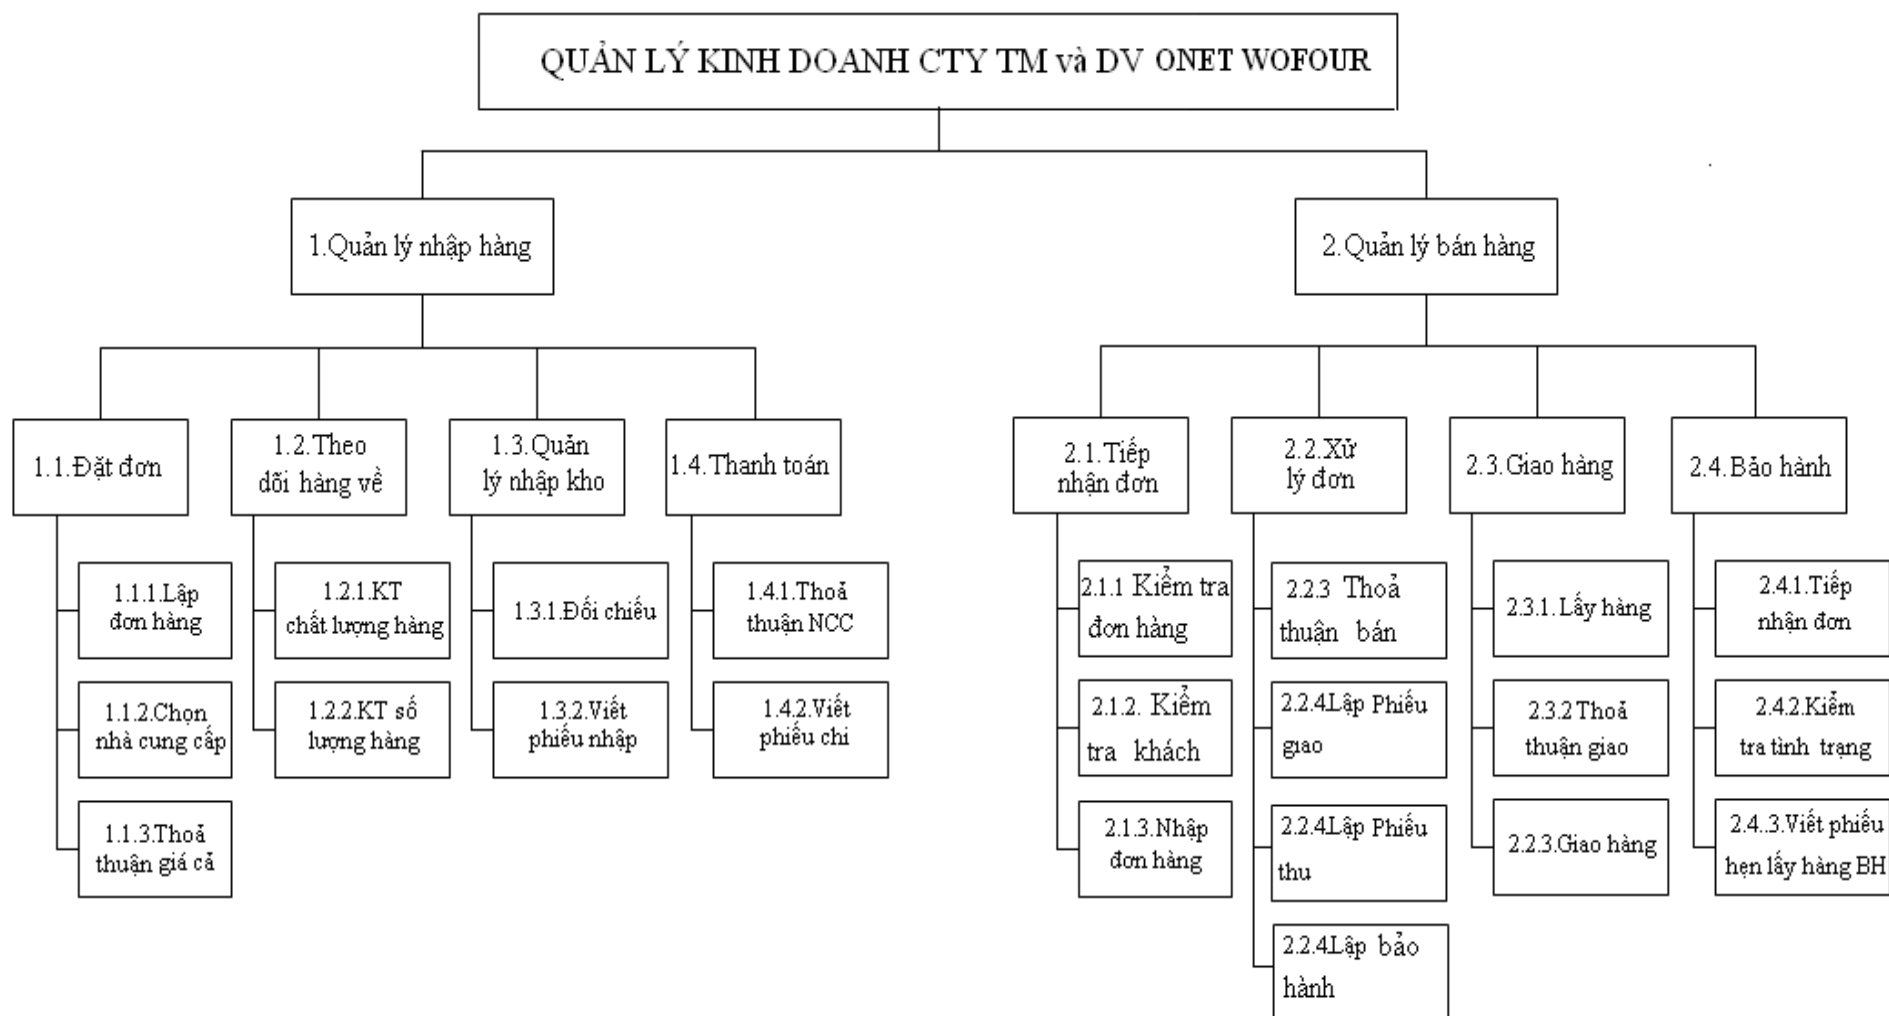 QUẢN LÝ KINH DOANH CTY TM và DV ONET WOFOUR
1.Quản lý nhập hàng
2.Quản lý bán hàng
1.1.Đặt đơn
1.2.Theo
dõi hàng về
1.3.Quản
lý nhập kho
1.4.Thanh toán
2.1.Tiếp
nhận đơn
2.2.Xử
lý đơn
2.3.Giao hàng
2.4.Bảo hành
1.1.1.Lập
đơn hàng
1.1.2.Chọn
nhà cung cấp
1.1.3.Thoả
thuận giá cả
1.2.1.KT
chất lượng hàng
1.2.2.KT số
lượng hàng
1.3.1.Đối chiếu
1.3.2.Viết
phiếu nhập
1.4.1.Thoả
thuận NCC
1.4.2.Viết
phiếu chi
2.1.1 Kiểm tra
đơn hàng
2.1.2. Kiểm
tra khách
2.1.3.Nhập
đơn hàng
2.2.3 Thoả
thuận bán
2.2.4Lập Phiếu
giao
2.2.4Lập Phiếu
thu
2.2.4Lập bảo
hành
2.3.1.Lấy hàng
2.3.2Thoả
thuận giao
2.2.3.Giao hàng
2.4.1.Tiếp
nhận đơn
2.4.2.Kiểm
tra tình trạng
2.4..3.Viết phiếu
hẹn lấy hàng BH